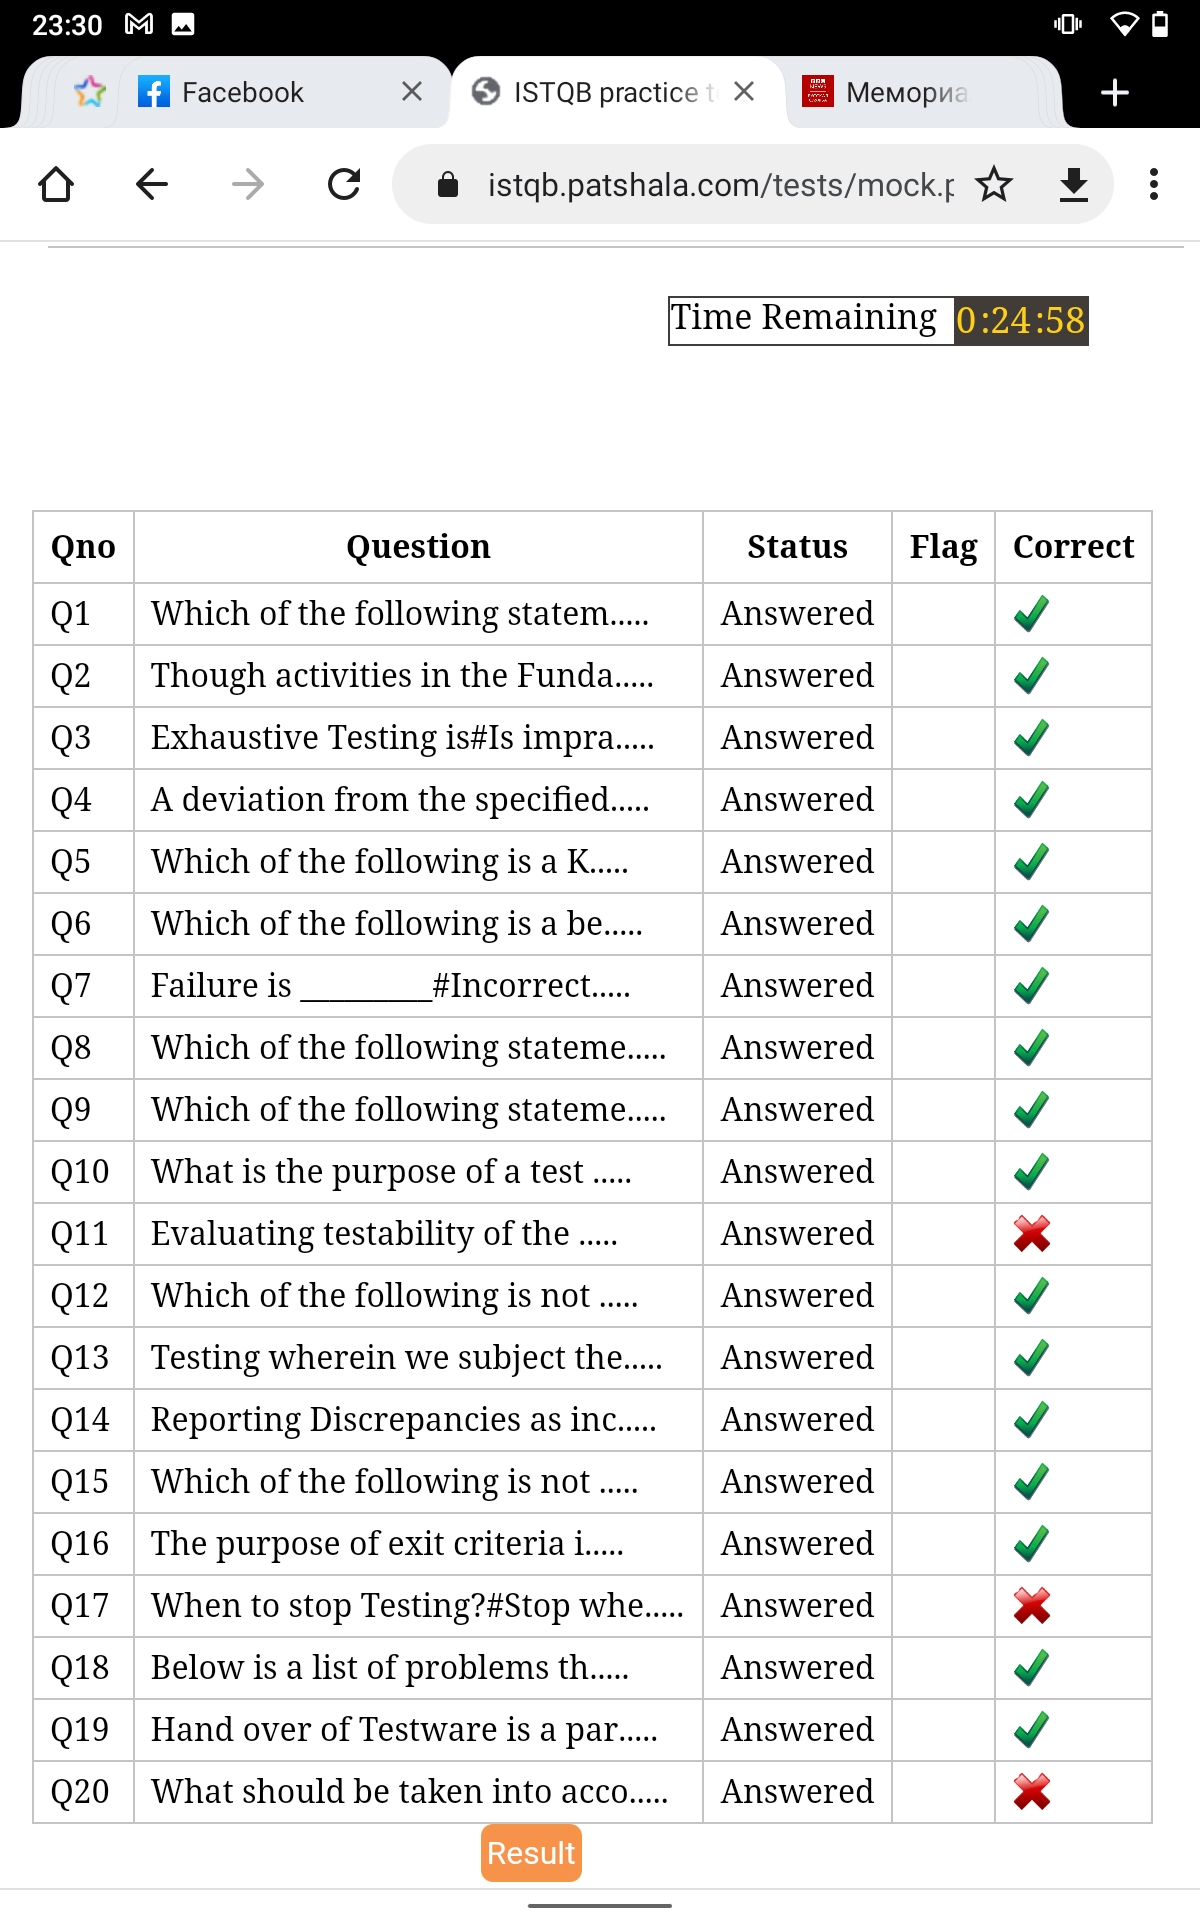 23:30
Facebook
ISTQB practice
Мемориа
istqb.patshala.com/tests/mock.p
Time Remaining 0:24:58
Qno Question Status Flag Correct
Q1 Which of the following statem..... Answered
Q2 Though activities in the Funda..... Answered
Q3 Exhaustive Testing is#Is impra..... Answered
Q4 A deviation from the specified..... Answered
Q5 Which of the following is a K..... Answered
Q6 Which of the following is a be..... Answered
Q7 Failure is _________#Incorrect..... Answered
Q8 Which of the following stateme..... Answered
Q9 Which of the following stateme..... Answered
Q10 What is the purpose of a test ..... Answered
Q11 Evaluating testability of the ..... Answered
Q12 Which of the following is not ..... Answered
Q13 Testing wherein we subject the..... Answered
Q14 Reporting Discrepancies as inc..... Answered
Q15 Which of the following is not ..... Answered
Q16 The purpose of exit criteria i..... Answered
Q17 When to stop Testing?#Stop whe..... Answered
Q18 Below is a list of problems th..... Answered
Q19 Hand over of Testware is a par..... Answered
Q20 What should be taken into acco..... Answered
Result